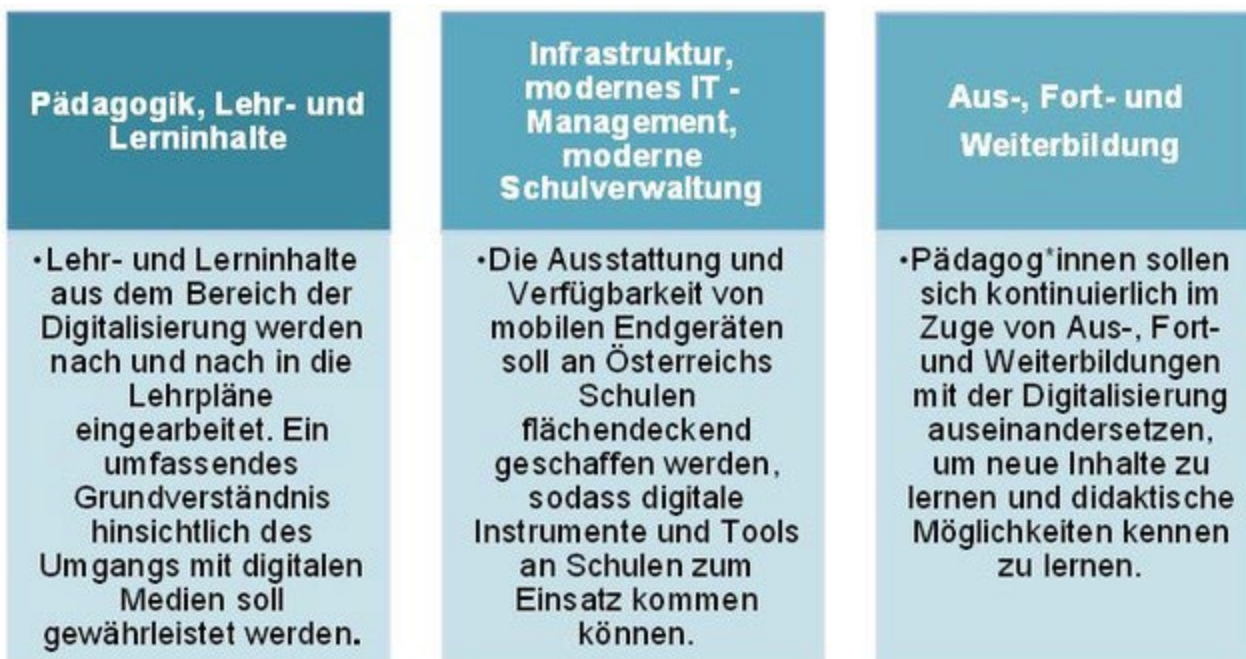 Pädagogik, Lehr- und
Lerninhalte
•Lehr- und Lerninhalte
aus dem Bereich der
Digitalisierung werden
nach und nach in die
Lehrpläne
eingearbeitet. Ein
umfassendes
Grundverständnis
hinsichtlich des
Umgangs mit digitalen
Medien soll
gewährleistet werden.
Infrastruktur,
modernes IT -
Management,
moderne
Schulverwaltung
•Die Ausstattung und
Verfügbarkeit von
mobilen Endgeräten
soll an Österreichs
Schulen
flächendeckend
geschaffen werden,
sodass digitale
Instrumente und Tools
an Schulen zum
Einsatz kommen
können.
Aus-, Fort- und
Weiterbildung
•Pädagog*innen sollen
sich kontinuierlich im
Zuge von Aus-, Fort-
und Weiterbildungen
mit der Digitalisierung
auseinandersetzen,
um neue Inhalte zu
lernen und didaktische
Möglichkeiten kennen
zu lernen.